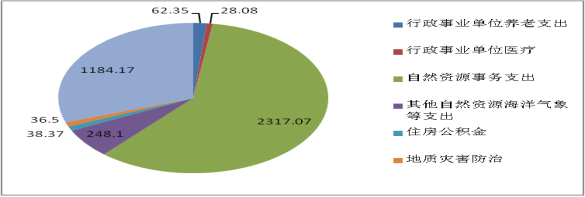 62.35
28.08
1184.17
2317.07
36.5
38.37
248.1
行政事业单位养老支出
行政事业单位医疗
自然资源事务支出
其他自然资源海洋气象
等支出
住房公积金
地质灾害防治